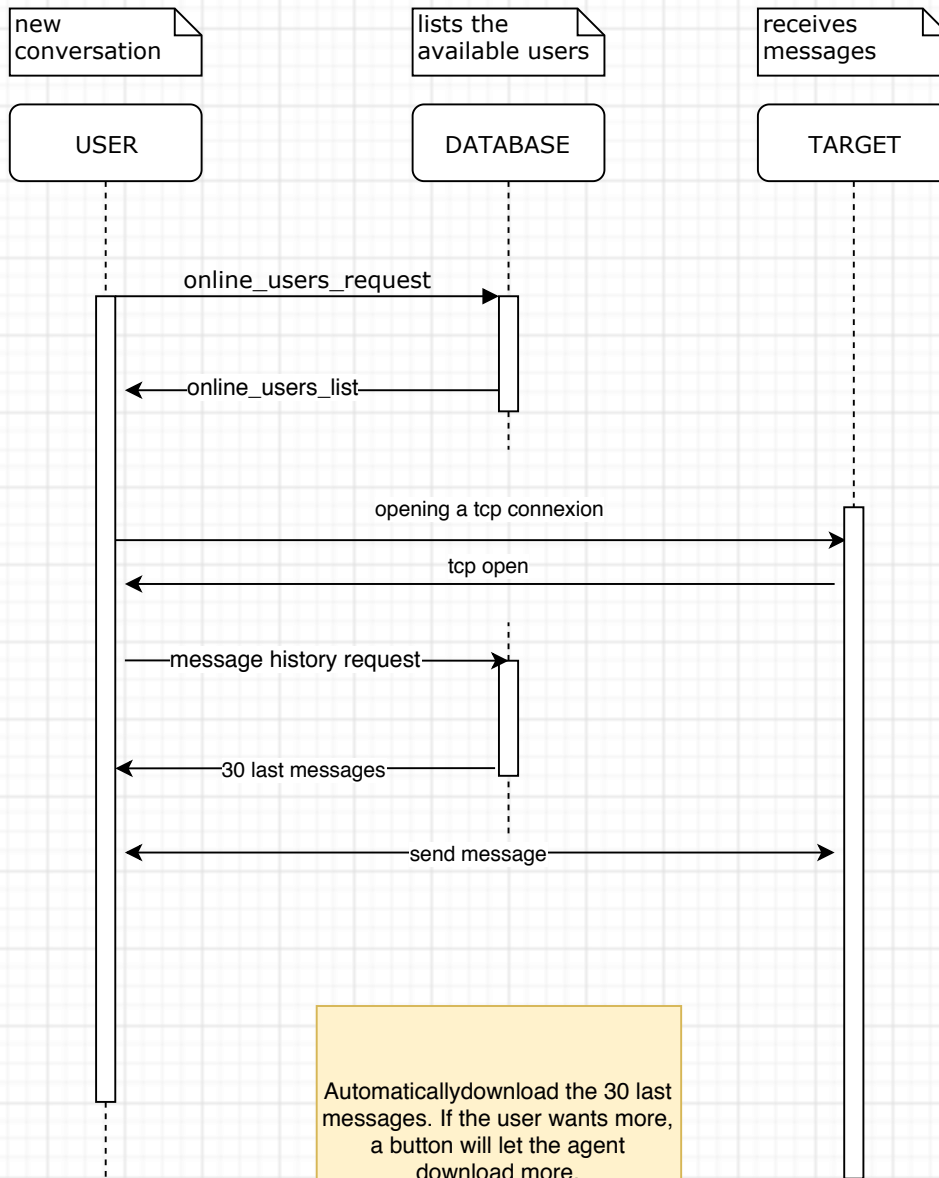 new
conversation
lists the
available users
receives
messages
USER
DATABASE
TARGET
online_users_request
online_users_list
opening a tcp connexion
tcp open
message history request
30 last messages
send message
Automaticallydownload the 30 last
messages. If the user wants more,
a button will let the agent
download more.